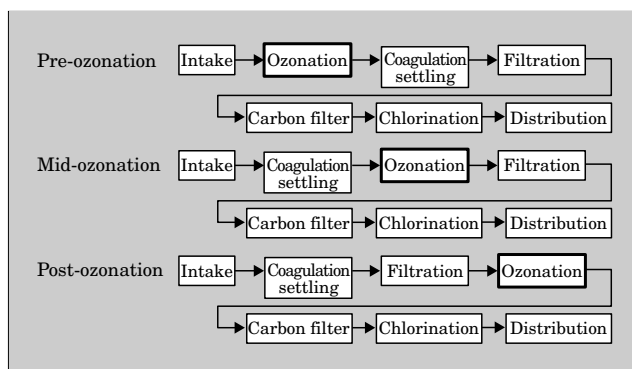 Pre-ozonation Intake Ozonation Coagulation settling Filtration
Carbon filter Chlorination Distribution
Mid-ozonation Intake Coagulation settling Ozonation Filtration
Carbon filter Chlorination Distribution
Post-ozonation Intake Coagulation settling Filtration Ozonation
Carbon filter Chlorination Distribution